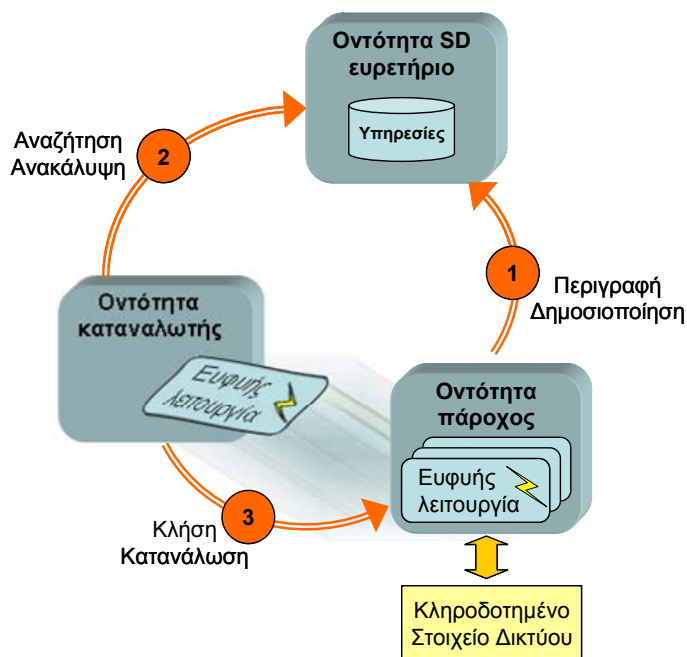 Οντότητα SD
ευρετήριο
Υπηρεσίες
Αναζήτηση
Ανακάλυψη
2
1
Περιγραφή
Δημοσιοποίηση
Οντότητα
καταναλωτής
Ευφυής
λειτουργία
Οντότητα
πάροχος
Ευφυής
λειτουργία
3
Κλήση
Κατανάλωση
Κληροδοτημένο
Στοιχείο Δικτύου